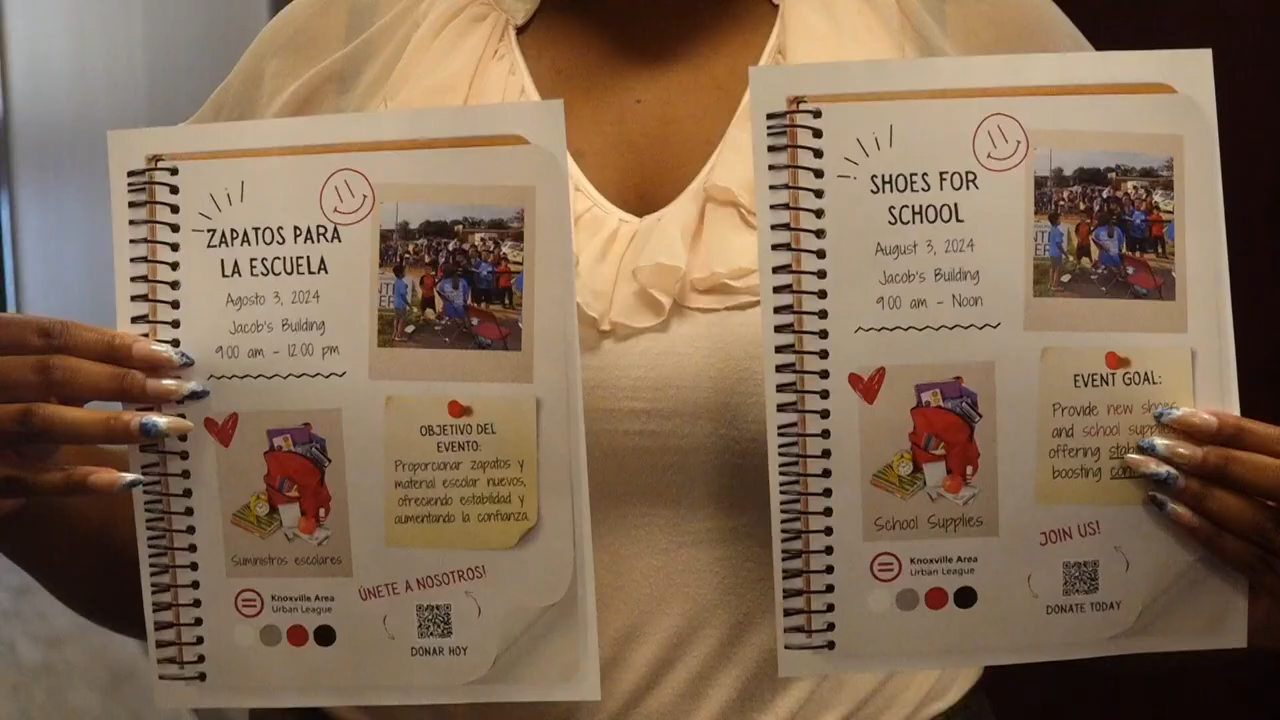 ZAPATOS PARA
LA ESCUELA
Agosto 3, 2024
Jacob's Building
9:00 am - 12:00 pm
OBJETIVO DEL
EVENTO:
Proporcionar zapatos y
material escolar nuevos,
ofreciendo estabilidad y
aumentando la confianza.
Suministros escolares
Knoxville Area
Urban League
ÚNETE A NOSOTROS!
DONAR HOY
SHOES FOR
SCHOOL
August 3, 2024
Jacob's Building
9:00 am - Noon
EVENT GOAL:
Provide new shoes
and school
offering
boosting
School Supplies
Knoxville Area
Urban League
JOIN US!
DONATE TODAY